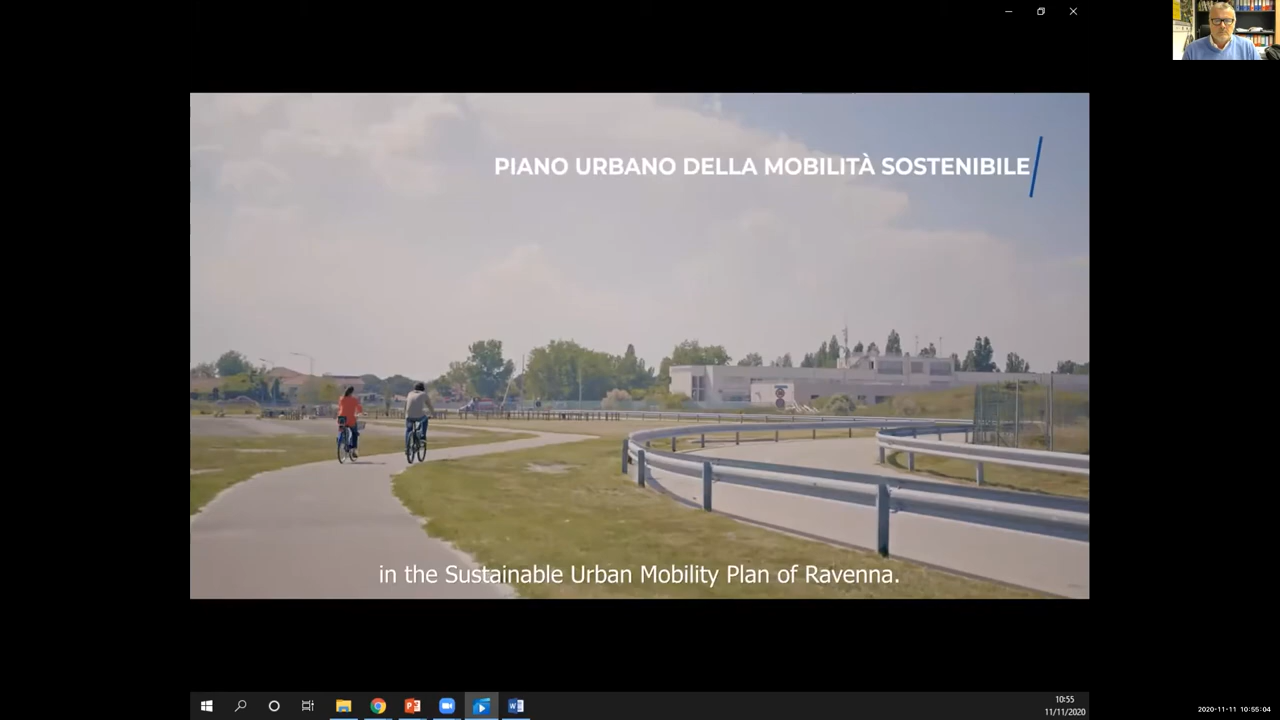 PIANO URBANO DELLA MOBILITÀ SOSTENIBILE
in the Sustainable Urban Mobility Plan of Ravenna.
10:55
11/11/2020
2020-11-11 10:55:04